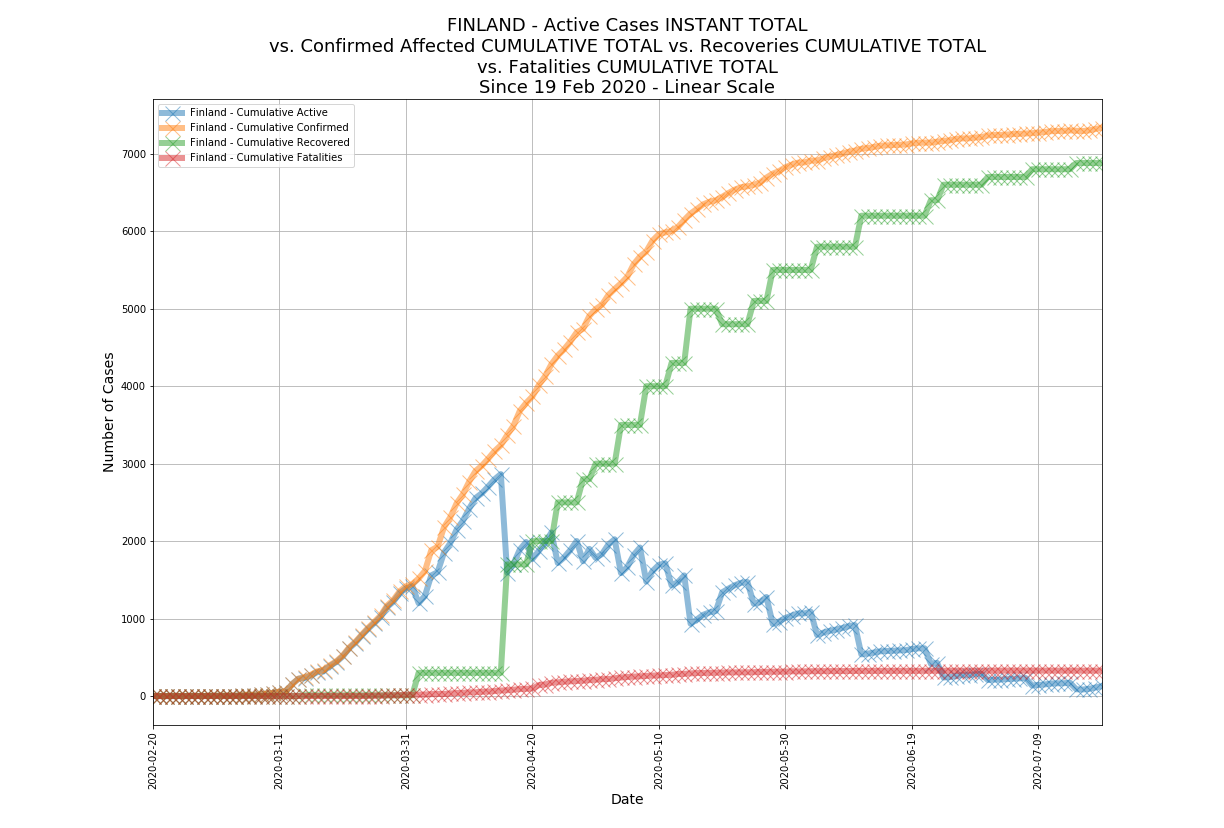 FINLAND - Active Cases INSTANT TOTAL
vs. Confirmed Affected CUMULATIVE TOTAL vs. Recoveries CUMULATIVE TOTAL
vs. Fatalities CUMULATIVE TOTAL
Since 19 Feb 2020 - Linear Scale
Finland - Cumulative Active
Finland - Cumulative Confirmed
Finland - Cumulative Recovered
Finland - Cumulative Fatalities
Number of Cases
7000
6000
5000
4000
3000
2000
1000
0
2020-02-20
2020-03-11
2020-03-31
2020-04-20
2020-05-10
2020-05-30
2020-06-19
2020-07-09
Date